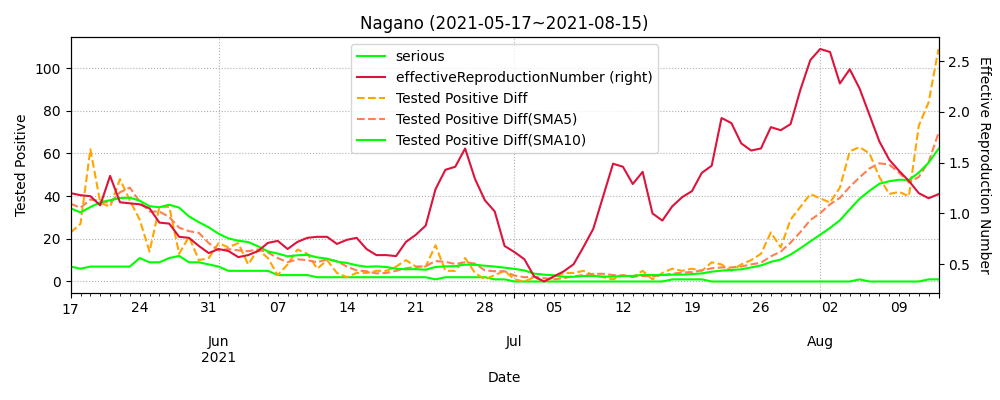 Nagano (2021-05-17~2021-08-15)
serious
effectiveReproductionNumber (right)
Tested Positive Diff
Tested Positive Diff(SMA5)
Tested Positive Diff(SMA10)
Tested Positive
100
80
60
40
20
0
2.5
2.0
1.5
1.0
0.5
Effective Reproduction Number
17 24 31 07 14 21 28 05 12 19 26 02 09
Jun Jul Aug
2021
Date